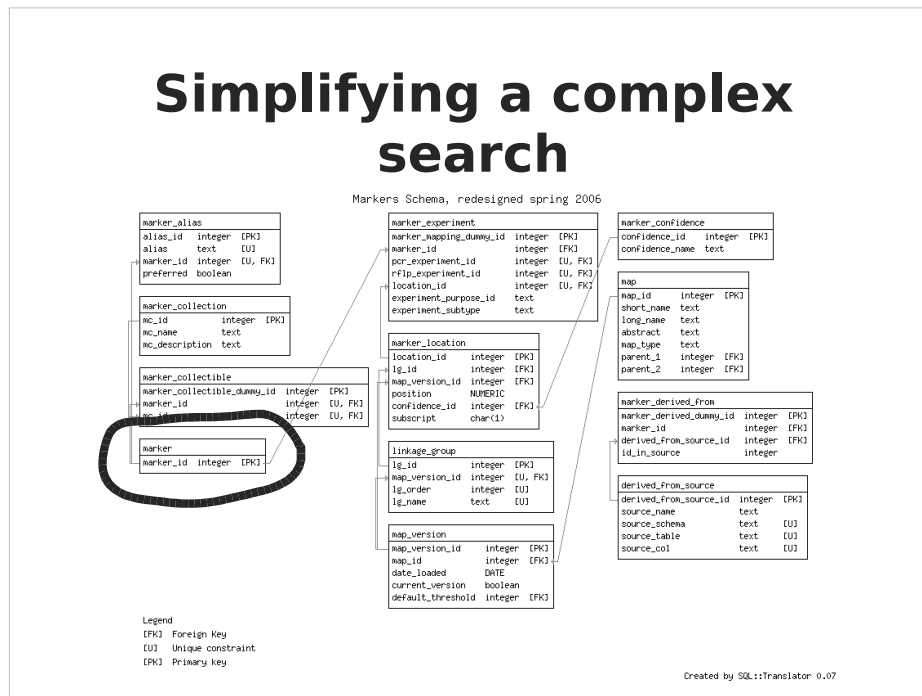 Simplifying a complex
search
Markers Schema, redesigned spring 2006
marker_alias
alias_id integer [PK]
alias text [U]
marker_id integer [U, FK]
preferred boolean
marker_collection
mc_id integer [PK]
mc_name text
mc_description text
marker_collectible
marker_collectible_dummy_id integer [PK]
marker_id integer [U, FK]
mc_id integer [U, FK]
marker
marker_id integer [PK]
marker_experiment
marker_mapping_dummy_id integer [PK]
marker_id integer [FK]
pcr_experiment_id integer [U, FK]
rflp_experiment_id integer [U, FK]
location_id integer [U, FK]
experiment_purpose_id text
experiment_subtype text
marker_location
location_id integer [PK]
lg_id integer [FK]
map_version_id integer [FK]
position NUMERIC
confidence_id integer [FK]
subscript char(1)
linkage_group
lg_id integer [PK]
map_version_id integer [U, FK]
lg_order integer [U]
lg_name text [U]
map_version
map_version_id integer [PK]
map_id integer [FK]
date_loaded DATE
current_version boolean
default_threshold integer [FK]
marker_confidence
confidence_id integer [PK]
confidence_name text
map
map_id integer [PK]
short_name text
long_name text
abstract text
map_type text
parent_1 integer [FK]
parent_2 integer [FK]
marker_derived_from
marker_derived_dummy_id integer [PK]
marker_id integer [FK]
derived_from_source_id integer [FK]
id_in_source integer
derived_from_source
derived_from_source_id integer [PK]
source_name text
source_schema text [U]
source_table text [U]
source_col text [U]
Legend
[FK] Foreign Key
[U] Unique constraint
[PK] Primary key
Created by SQL::Translator 0.07